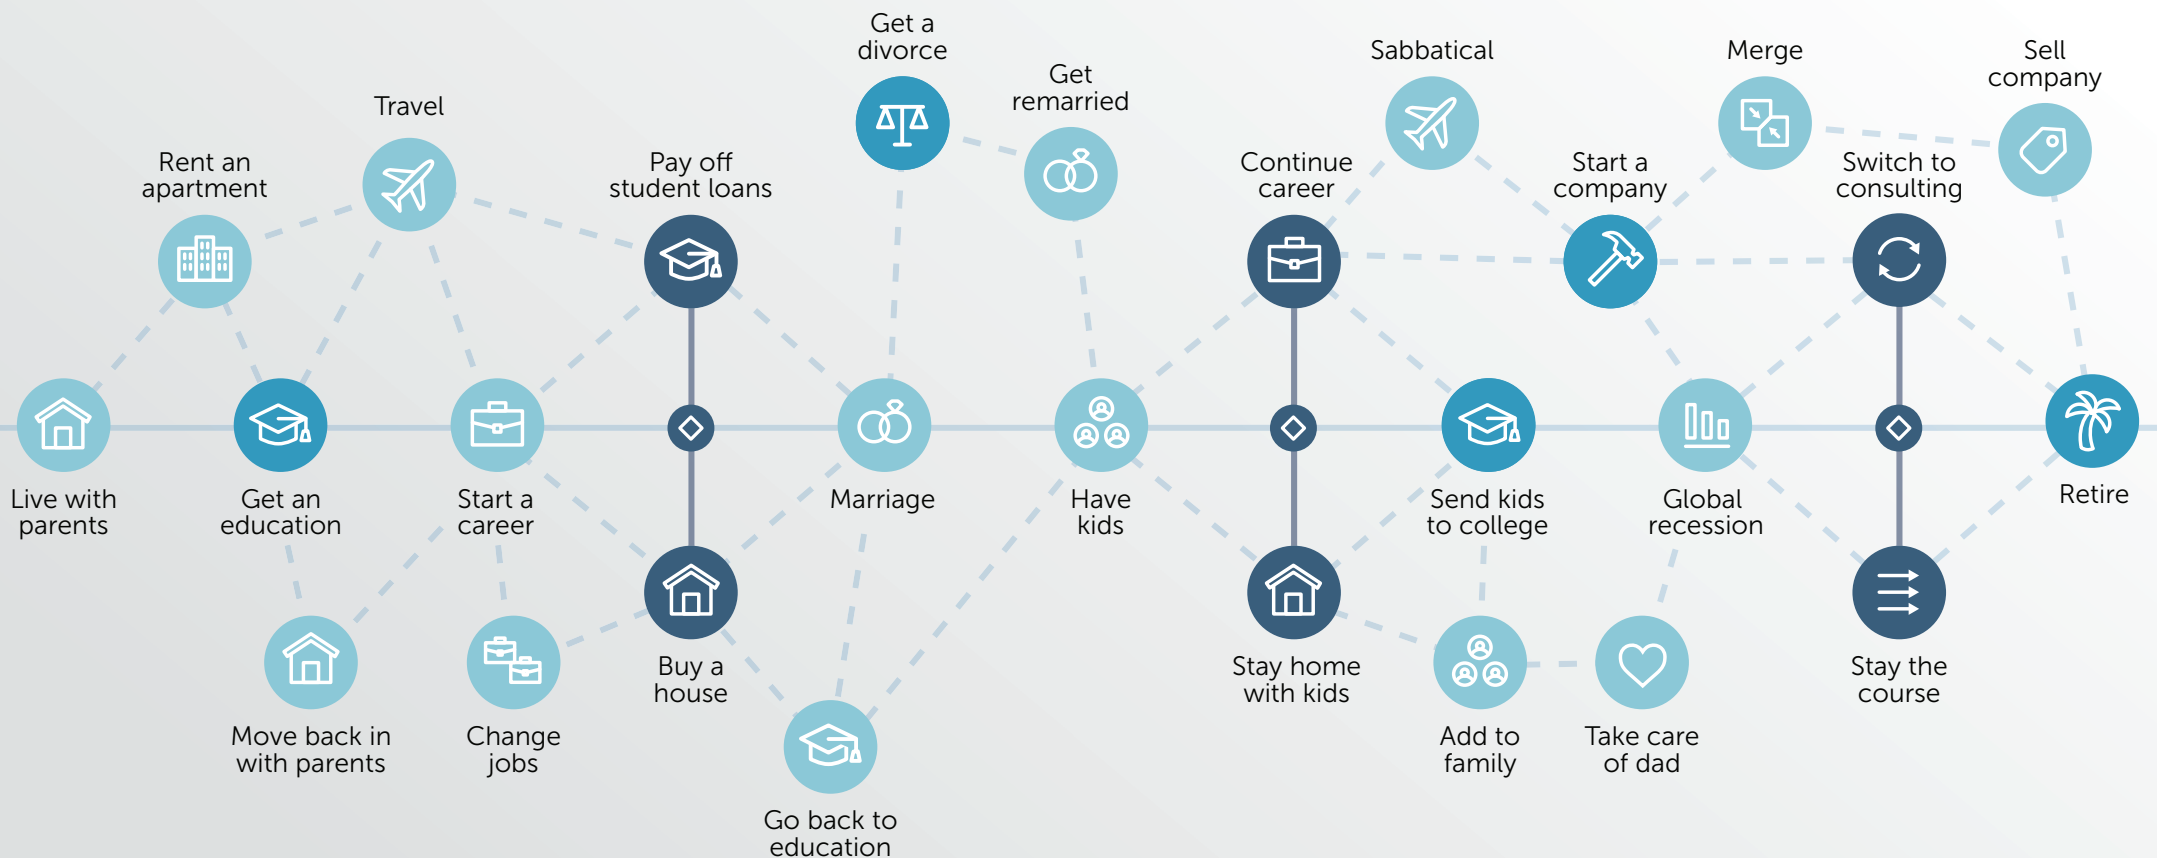 Get a
divorce
Sabbatical
Merge
Sell
company
Get
remarried
Travel
Rent an
apartment
Pay off
student loans
Continue
career
Start a
company
Switch to
consulting
Live with
parents
Get an
education
Start a
career
Marriage
Have
kids
Send kids
to college
Global
recession
Retire
Buy a
house
Stay home
with kids
Stay the
course
Move back in
with parents
Change
jobs
Add to
family
Take care
of dad
Go back to
education